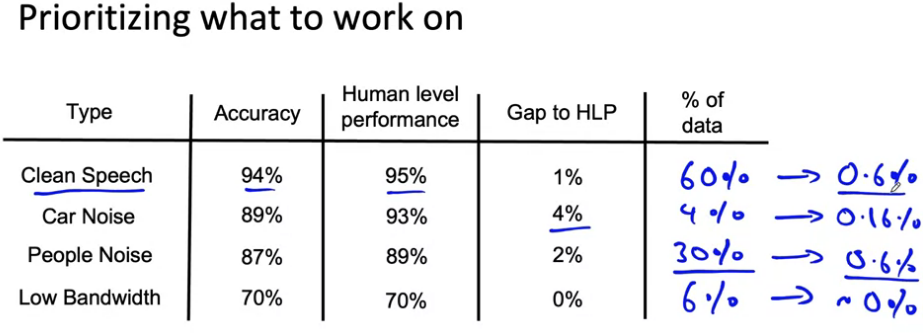 Prioritizing what to work on
Type Accuracy Human level performance Gap to HLP % of data
Clean Speech 94% 95% 1% 60% → 0.6%
Car Noise 89% 93% 4% 4% → 0.16%
People Noise 87% 89% 2% 30% → 0.6%
Low Bandwidth 70% 70% 0% 6% → ~0%